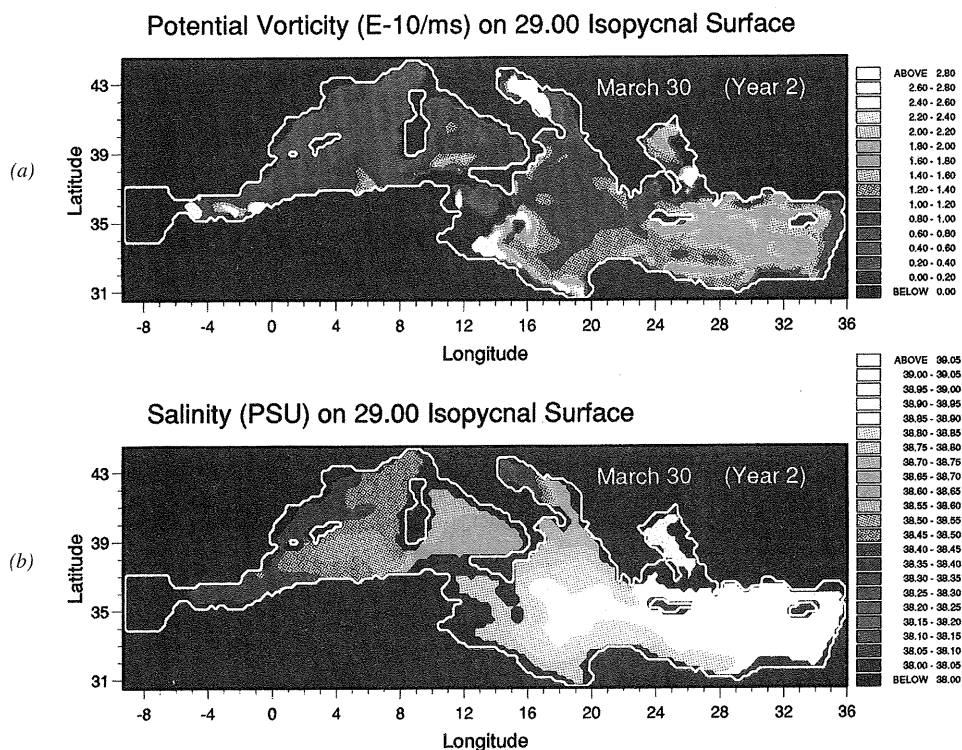 Potential Vorticity (E-10/ms) on 29.00 Isopycnal Surface
(a)
Latitude
43
39
35
31
March 30 (Year 2)
-8 -4 0 4 8 12 16 20 24 28 32 36
Longitude
ABOVE 2.80
2.60 - 2.80
2.40 - 2.60
2.20 - 2.40
2.00 - 2.20
1.80 - 2.00
1.60 - 1.80
1.40 - 1.60
1.20 - 1.40
1.00 - 1.20
0.80 - 1.00
0.60 - 0.80
0.40 - 0.60
0.20 - 0.40
0.00 - 0.20
BELOW 0.00
Salinity (PSU) on 29.00 Isopycnal Surface
(b)
Latitude
43
39
35
31
March 30 (Year 2)
-8 -4 0 4 8 12 16 20 24 28 32 36
Longitude
ABOVE 39.05
39.00 - 39.05
38.95 - 39.00
38.90 - 38.95
38.85 - 38.90
38.80 - 38.85
38.75 - 38.80
38.70 - 38.75
38.65 - 38.70
38.60 - 38.65
38.55 - 38.60
38.50 - 38.55
38.45 - 38.50
38.40 - 38.45
38.35 - 38.40
38.30 - 38.35
38.25 - 38.30
38.20 - 38.25
38.15 - 38.20
38.10 - 38.15
38.05 - 38.10
38.00 - 38.05
BELOW 38.00